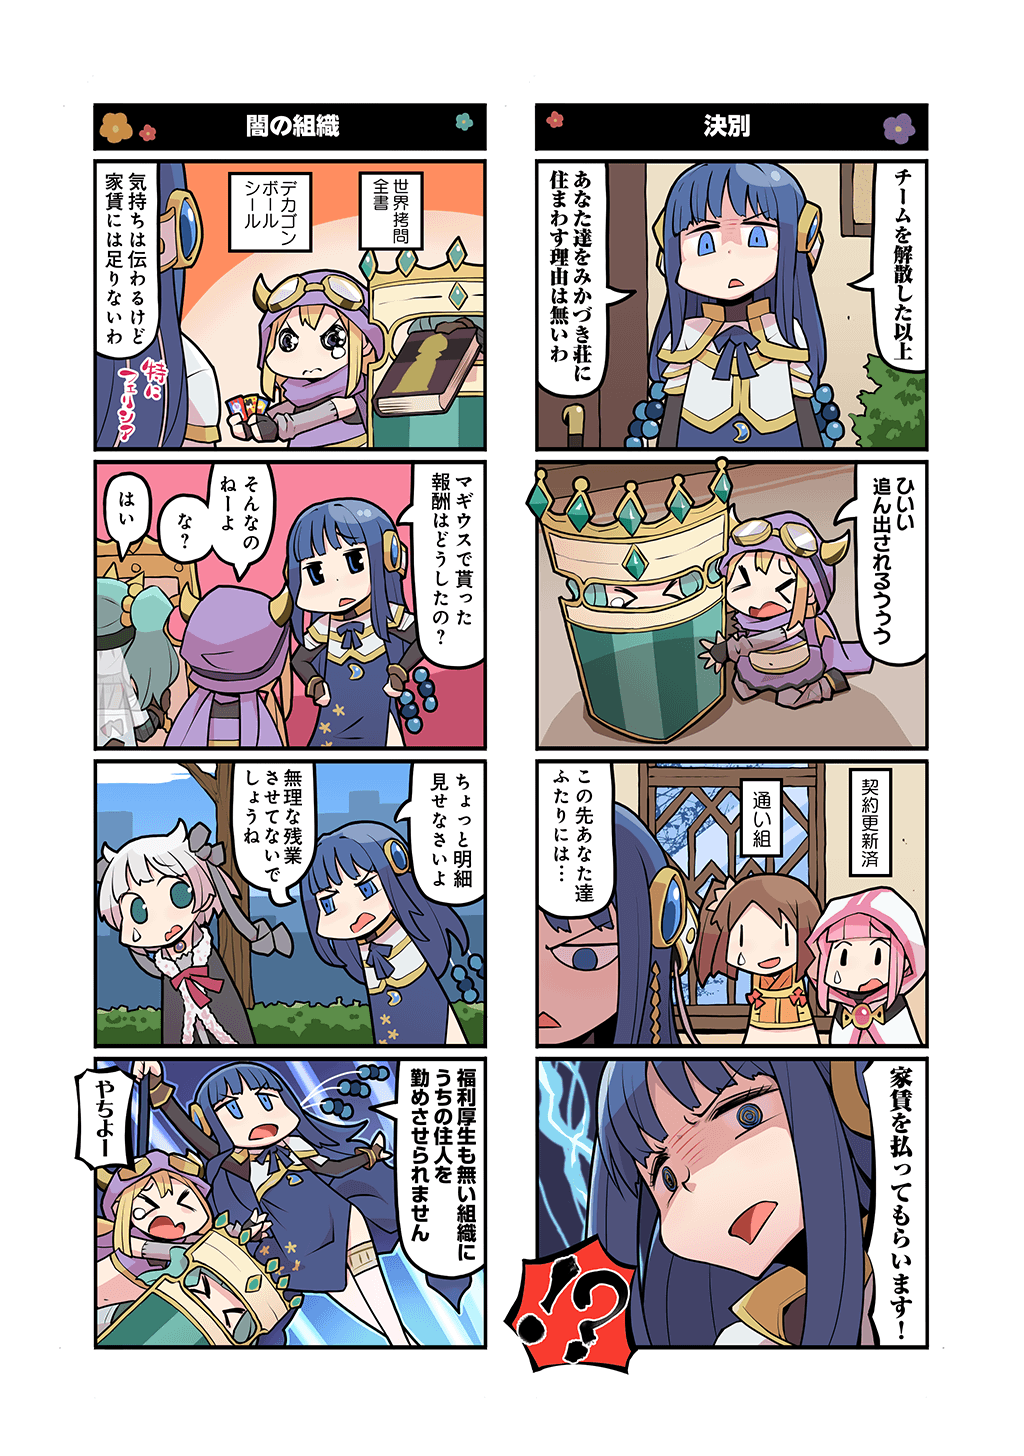 決別
チームを解散した以上
あなた達をみかづき荘に
住まわす理由は無いわ
ひいい
追ん出されるううう
契約更新済
通い組
この先あなた達
ふたりには…
家賃を払ってもらいます!
!?
闇の組織
世界拷問
全書
デカゴン
ボール
シール
気持ちは伝わるけど
家賃には足りないわ
特に
フェリシア
マギウスで貰った
報酬はどうしたの?
そんなの
ねーよ
な?
はい
ちょっと明細
見せなさいよ
無理な残業
させてないで
しょうね
福利厚生も無い組織に
うちの住人を
勤めさせられません
やちよー